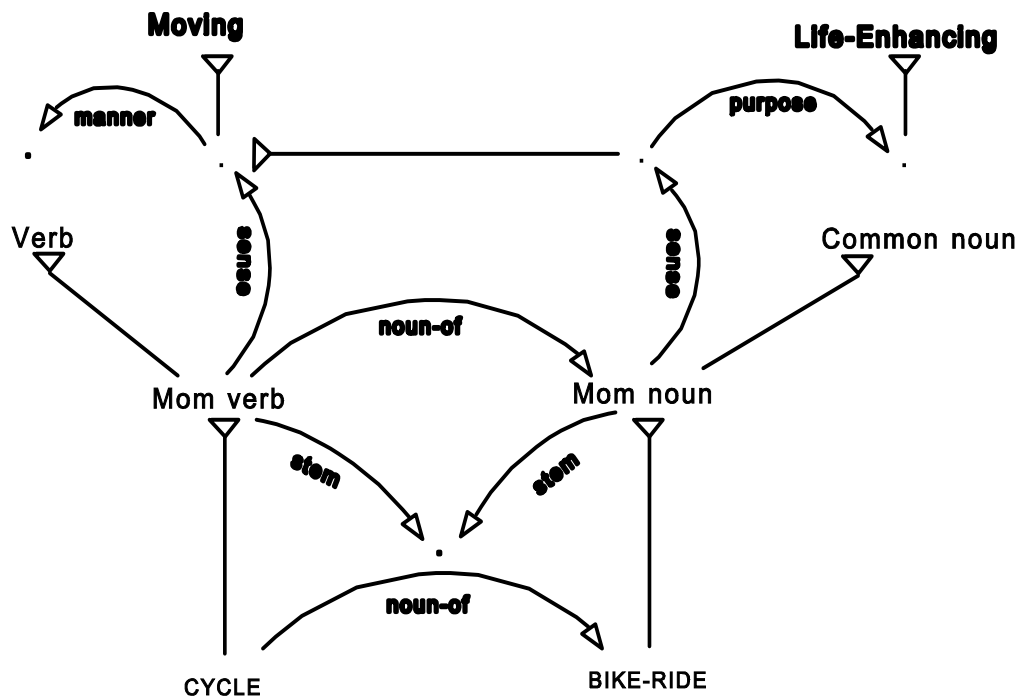 Moving
Life-Enhancing
manner
purpose
Verb
sense
sense
Common noun
noun-of
Mom verb
Mom noun
stem
stem
noun-of
CYCLE
BIKE-RIDE